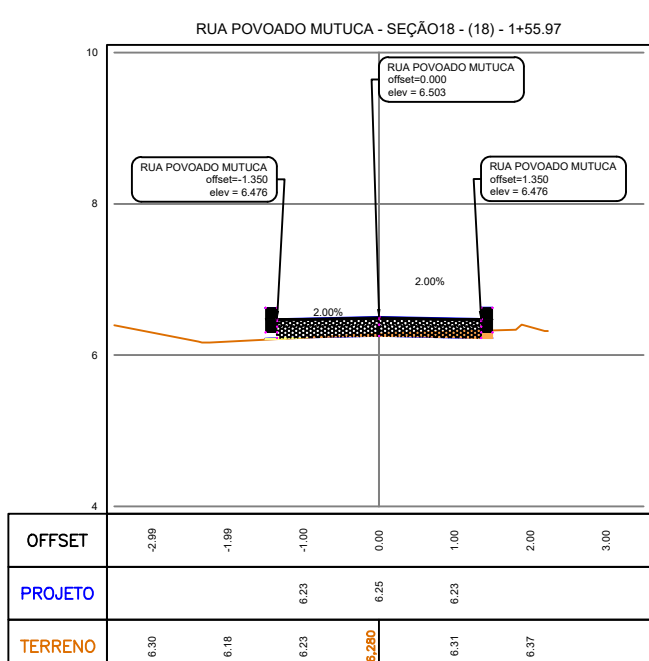 RUA POVOADO MUTUCA - SEÇÃO18 - (18) - 1+55.97
10
RUA POVOADO MUTUCA
offset=0.000
elev = 6.503
RUA POVOADO MUTUCA
offset=-1.350
elev = 6.476
RUA POVOADO MUTUCA
offset=1.350
elev = 6.476
8
2.00%
2.00%
6
4
OFFSET -2.99 -1.99 -1.00 0.00 1.00 2.00 3.00
PROJETO 6.23 6.25 6.23
TERRENO 6.30 6.18 6.23 6,280 6.31 6.37